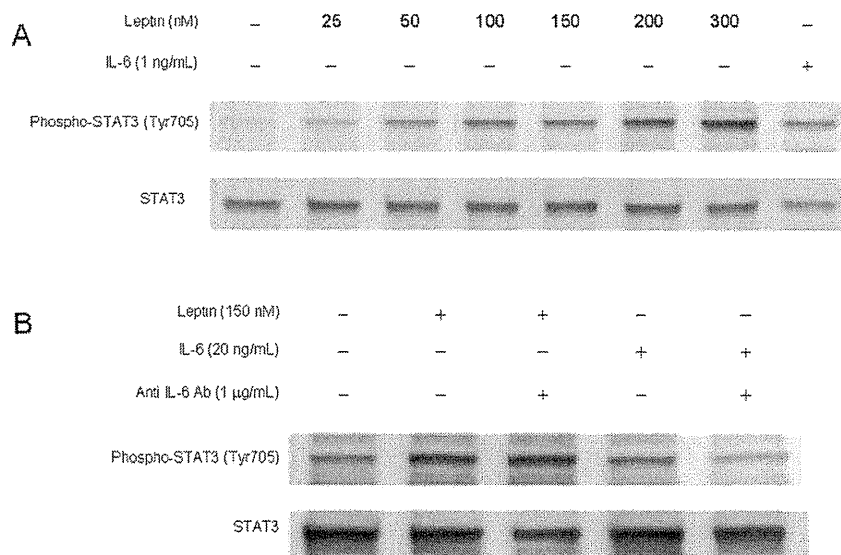 A
Leptin (nM) – 25 50 100 150 200 300 –
IL-6 (1 ng/mL) – – – – – – – +
Phospho-STAT3 (Tyr705)
STAT3
B
Leptin (150 nM) – + + – –
IL-6 (20 ng/mL) – – – + +
Anti IL-6 Ab (1 µg/mL) – – + – +
Phospho-STAT3 (Tyr705)
STAT3